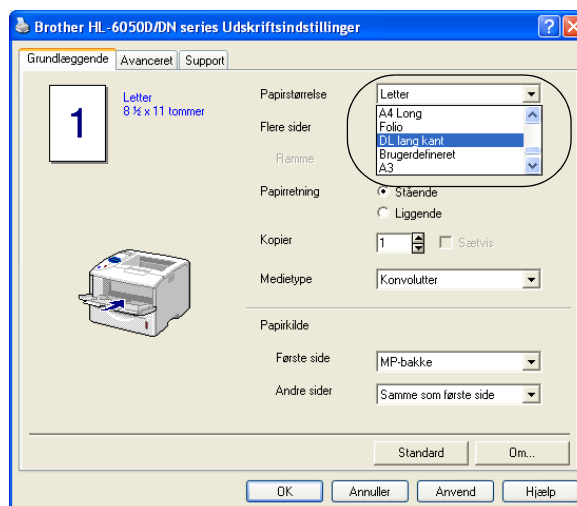 Brother HL-6050D/DN series Udskriftsindstillinger
Grundlæggende Avanceret Support
1
Letter
8 ½ x 11 tommer
Papirstørrelse Letter
A4 Long
Flere sider Folio
DL lang kant
Ramme Brugerdefineret
A3
Papirretning Stående
Liggende
Kopier 1 Sætvis
Medietype Konvolutter
Papirkilde
Første side MP-bakke
Andre sider Samme som første side
Standard Om...
OK Annuller Anvend Hjælp